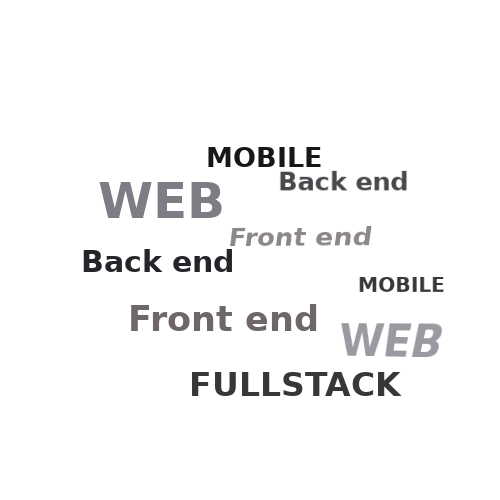 MOBILE
Back end
WEB
Front end
Back end
MOBILE
Front end
WEB
FULLSTACK